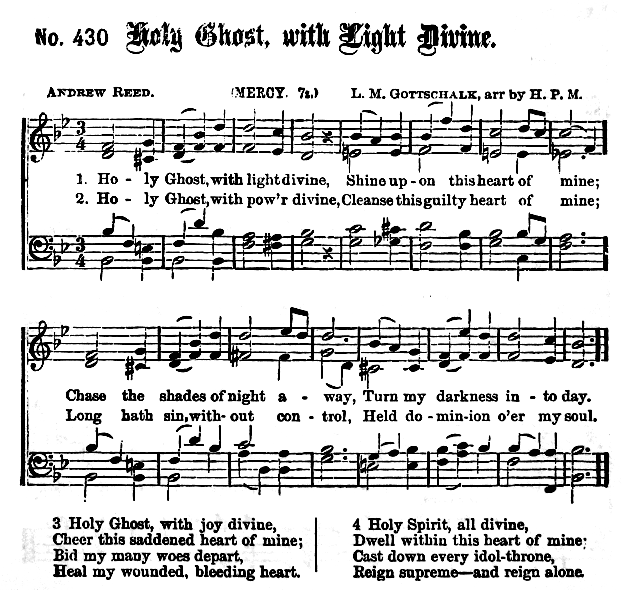 No. 430 Holy Ghost, with Light Divine.
ANDREW REED. (MERCY. 7s.) L. M. GOTTSCHALK, arr by H. P. M.
3 4
1. Ho - ly Ghost, with light divine, Shine up - on this heart of mine;
2. Ho - ly Ghost, with pow'r divine, Cleanse this guilty heart of mine;
3 4
Chase the shades of night a - way, Turn my darkness in - to day.
Long hath sin, with - out con - trol, Held do - min - ion o'er my soul.
3 Holy Ghost, with joy divine,
Cheer this saddened heart of mine;
Bid my many woes depart,
Heal my wounded, bleeding heart.
4 Holy Spirit, all divine,
Dwell within this heart of mine;
Cast down every idol-throne,
Reign supreme—and reign alone.